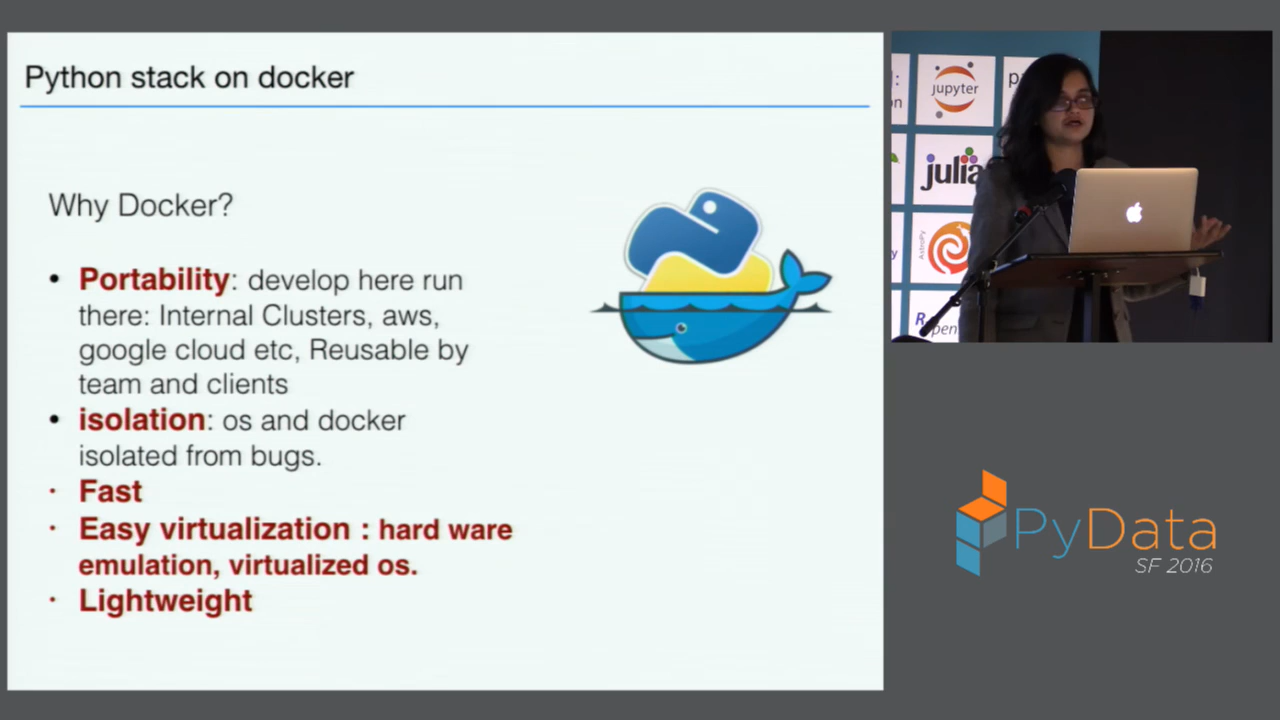 Python stack on docker
Why Docker?
• Portability: develop here run
there: Internal Clusters, aws,
google cloud etc, Reusable by
team and clients
• isolation: os and docker
isolated from bugs.
· Fast
· Easy virtualization : hard ware
emulation, virtualized os.
· Lightweight
jupyter
julia
AstroPy
PyData
SF 2016